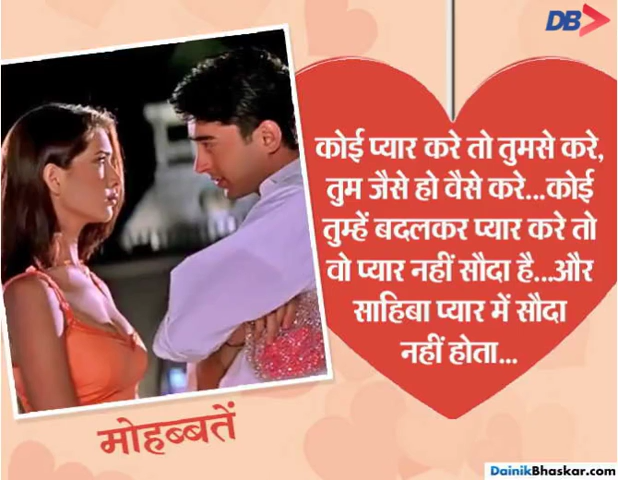 DB
कोई प्यार करे तो तुमसे करे,
तुम जैसे हो वैसे करे...कोई
तुम्हें बदलकर प्यार करे तो
वो प्यार नहीं सौदा है...और
साहिबा प्यार में सौदा
नहीं होता...
मोहब्बतें
DainikBhaskar.com